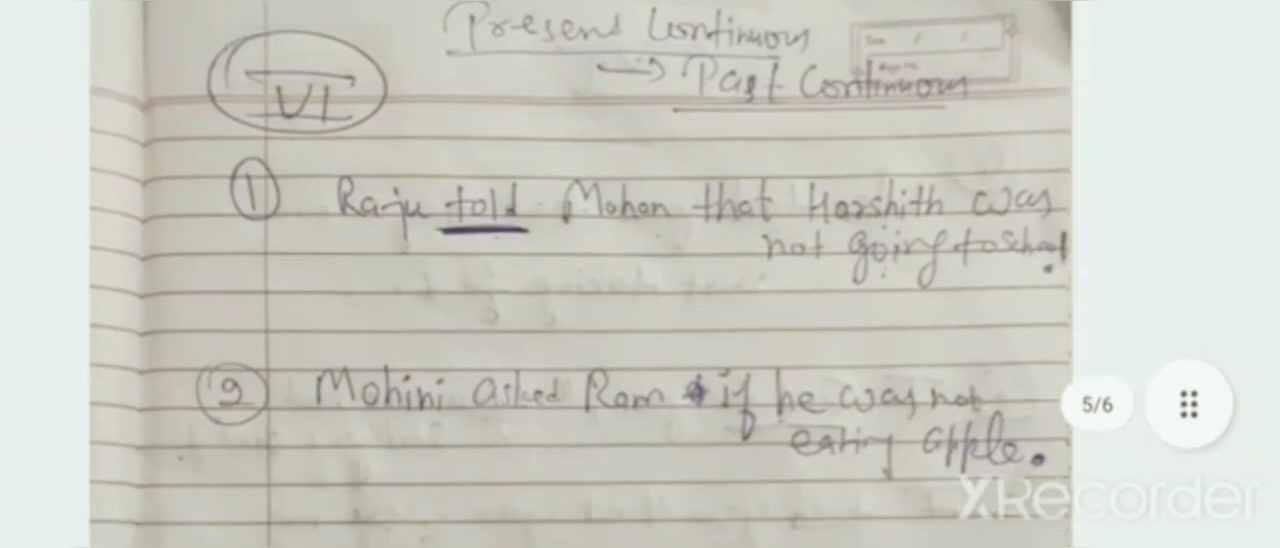 Present Continuous
→ Past Continuous
VI
① Raju told Mohan that Harshith was
not going to school.
② Mohini asked Ram if he was not
eating apple.
5/6
XRecorder